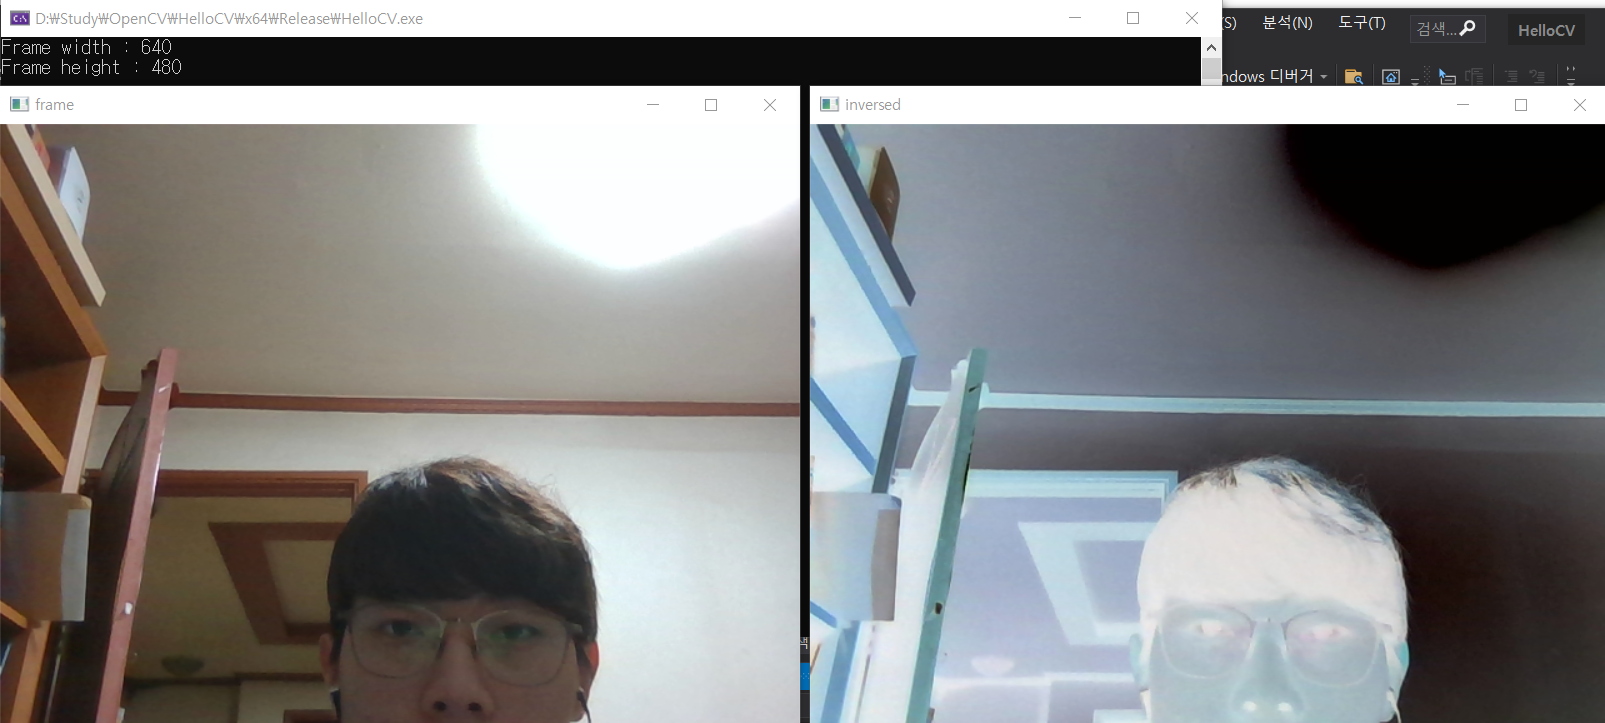 D:₩Study₩OpenCV₩HelloCV₩x64₩Release₩HelloCV.exe
(S) 분석(N) 도구(T) 검색... HelloCV
Frame width : 640
Frame height : 480
ndows 디버거
frame
inversed
색